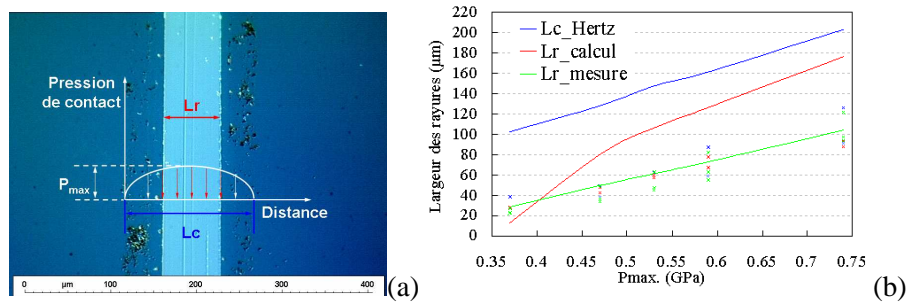 Pression
de contact
Lr
Pmax
Distance
Lc
0 µm 100 200 300 400
(a)
Largeur des rayures (µm)
220
200
180
160
140
120
100
80
60
40
20
0
Lc_Hertz
Lr_calcul
Lr_mesure
0.35 0.4 0.45 0.5 0.55 0.6 0.65 0.7 0.75
Pmax. (GPa)
(b)